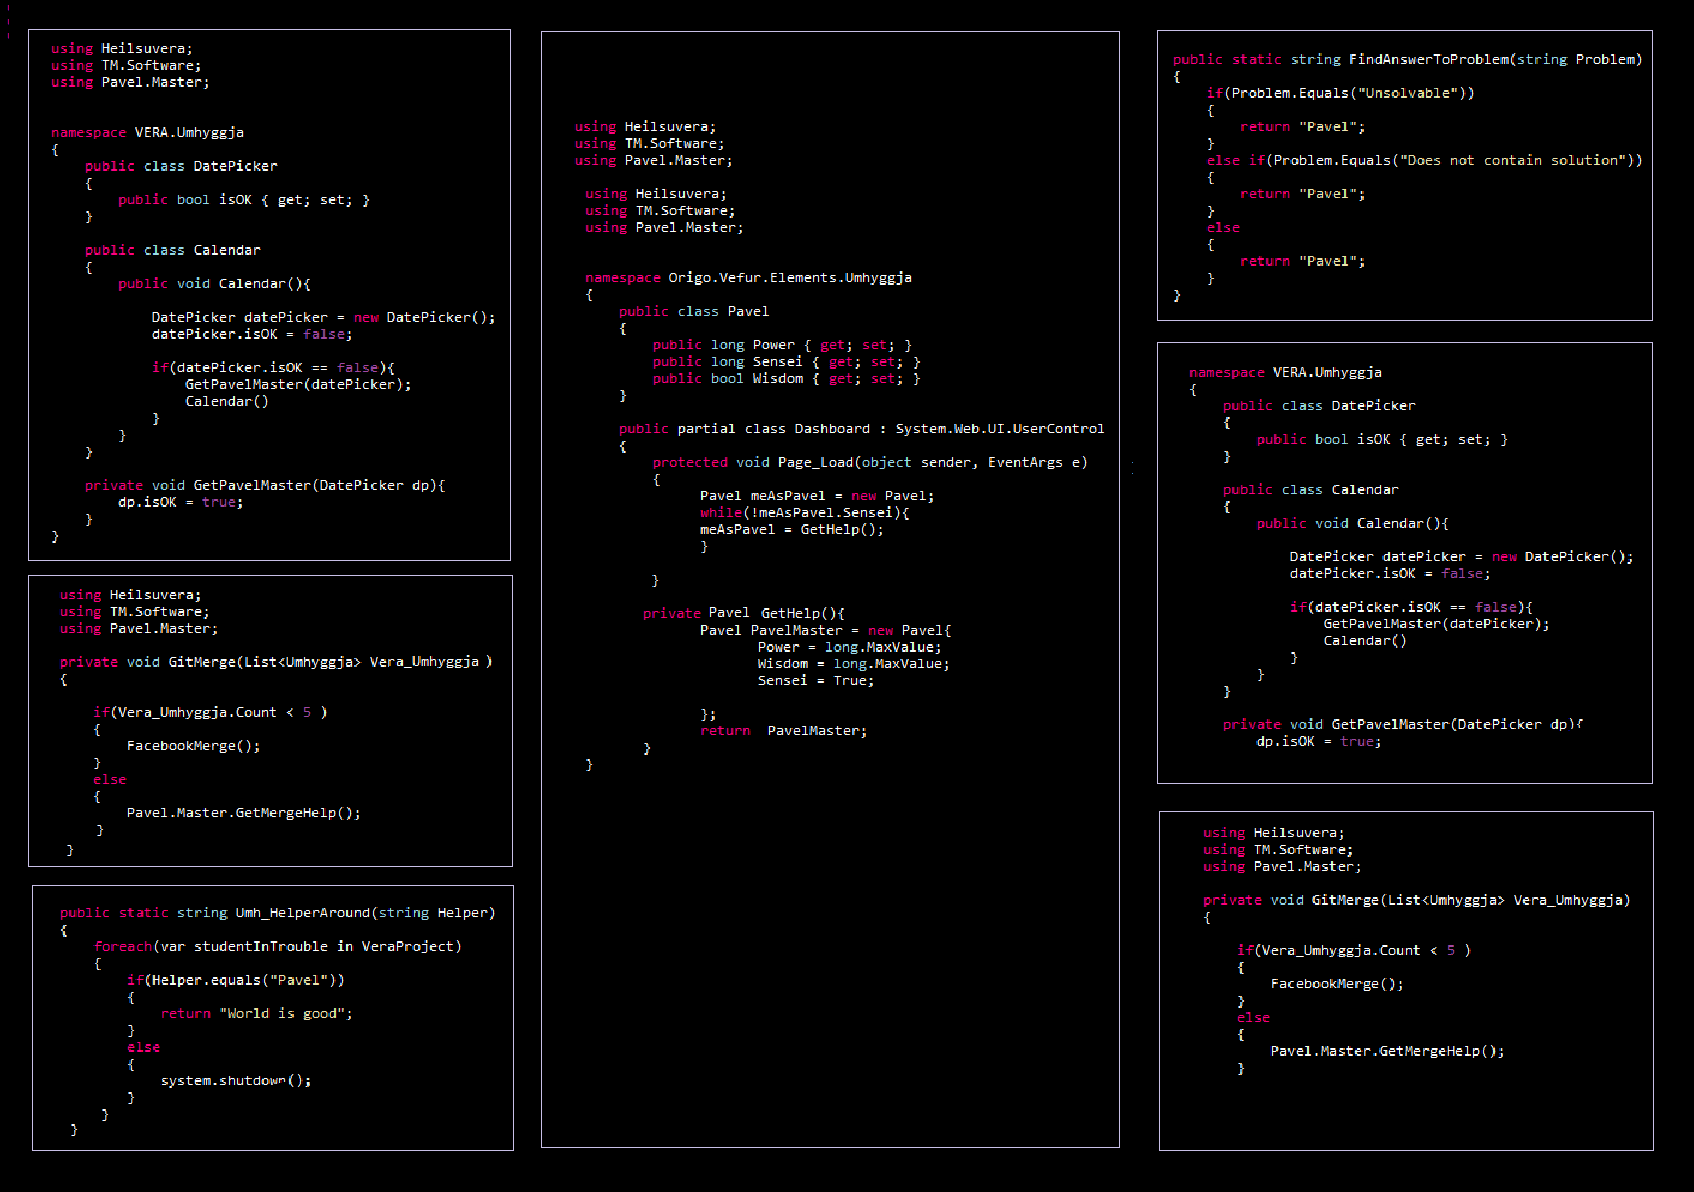 using Heilsuvera;
using TM.Software;
using Pavel.Master;
namespace VERA.Umhyggja
{
public class DatePicker
{
public bool isOK { get; set; }
}
public class Calendar
{
public void Calendar(){
DatePicker datePicker = new DatePicker();
datePicker.isOK = false;
if(datePicker.isOK == false){
GetPavelMaster(datePicker);
Calendar()
}
}
}
private void GetPavelMaster(DatePicker dp){
dp.isOK = true;
}
}
using Heilsuvera;
using TM.Software;
using Pavel.Master;
private void GitMerge(List<Umhyggja> Vera_Umhyggja )
{
if(Vera_Umhyggja.Count < 5 )
{
FacebookMerge();
}
else
{
Pavel.Master.GetMergeHelp();
}
}
public static string Umh_HelperAround(string Helper)
{
foreach(var studentInTrouble in VeraProject)
{
if(Helper.equals("Pavel"))
{
return "World is good";
}
else
{
system.shutdown();
}
}
}
using Heilsuvera;
using TM.Software;
using Pavel.Master;
using Heilsuvera;
using TM.Software;
using Pavel.Master;
namespace Origo.Vefur.Elements.Umhyggja
{
public class Pavel
{
public long Power { get; set; }
public long Sensei { get; set; }
public bool Wisdom { get; set; }
}
public partial class Dashboard : System.Web.UI.UserControl
{
protected void Page_Load(object sender, EventArgs e)
{
Pavel meAsPavel = new Pavel;
while(!meAsPavel.Sensei){
meAsPavel = GetHelp();
}
}
private Pavel GetHelp(){
Pavel PavelMaster = new Pavel{
Power = long.MaxValue;
Wisdom = long.MaxValue;
Sensei = True;
};
return PavelMaster;
}
}
public static string FindAnswerToProblem(string Problem)
{
if(Problem.Equals("Unsolvable"))
{
return "Pavel";
}
else if(Problem.Equals("Does not contain solution"))
{
return "Pavel";
}
else
{
return "Pavel";
}
}
namespace VERA.Umhyggja
{
public class DatePicker
{
public bool isOK { get; set; }
}
public class Calendar
{
public void Calendar(){
DatePicker datePicker = new DatePicker();
datePicker.isOK = false;
if(datePicker.isOK == false){
GetPavelMaster(datePicker);
Calendar()
}
}
}
private void GetPavelMaster(DatePicker dp){
dp.isOK = true;
using Heilsuvera;
using TM.Software;
using Pavel.Master;
private void GitMerge(List<Umhyggja> Vera_Umhyggja)
{
if(Vera_Umhyggja.Count < 5 )
{
FacebookMerge();
}
else
{
Pavel.Master.GetMergeHelp();
}